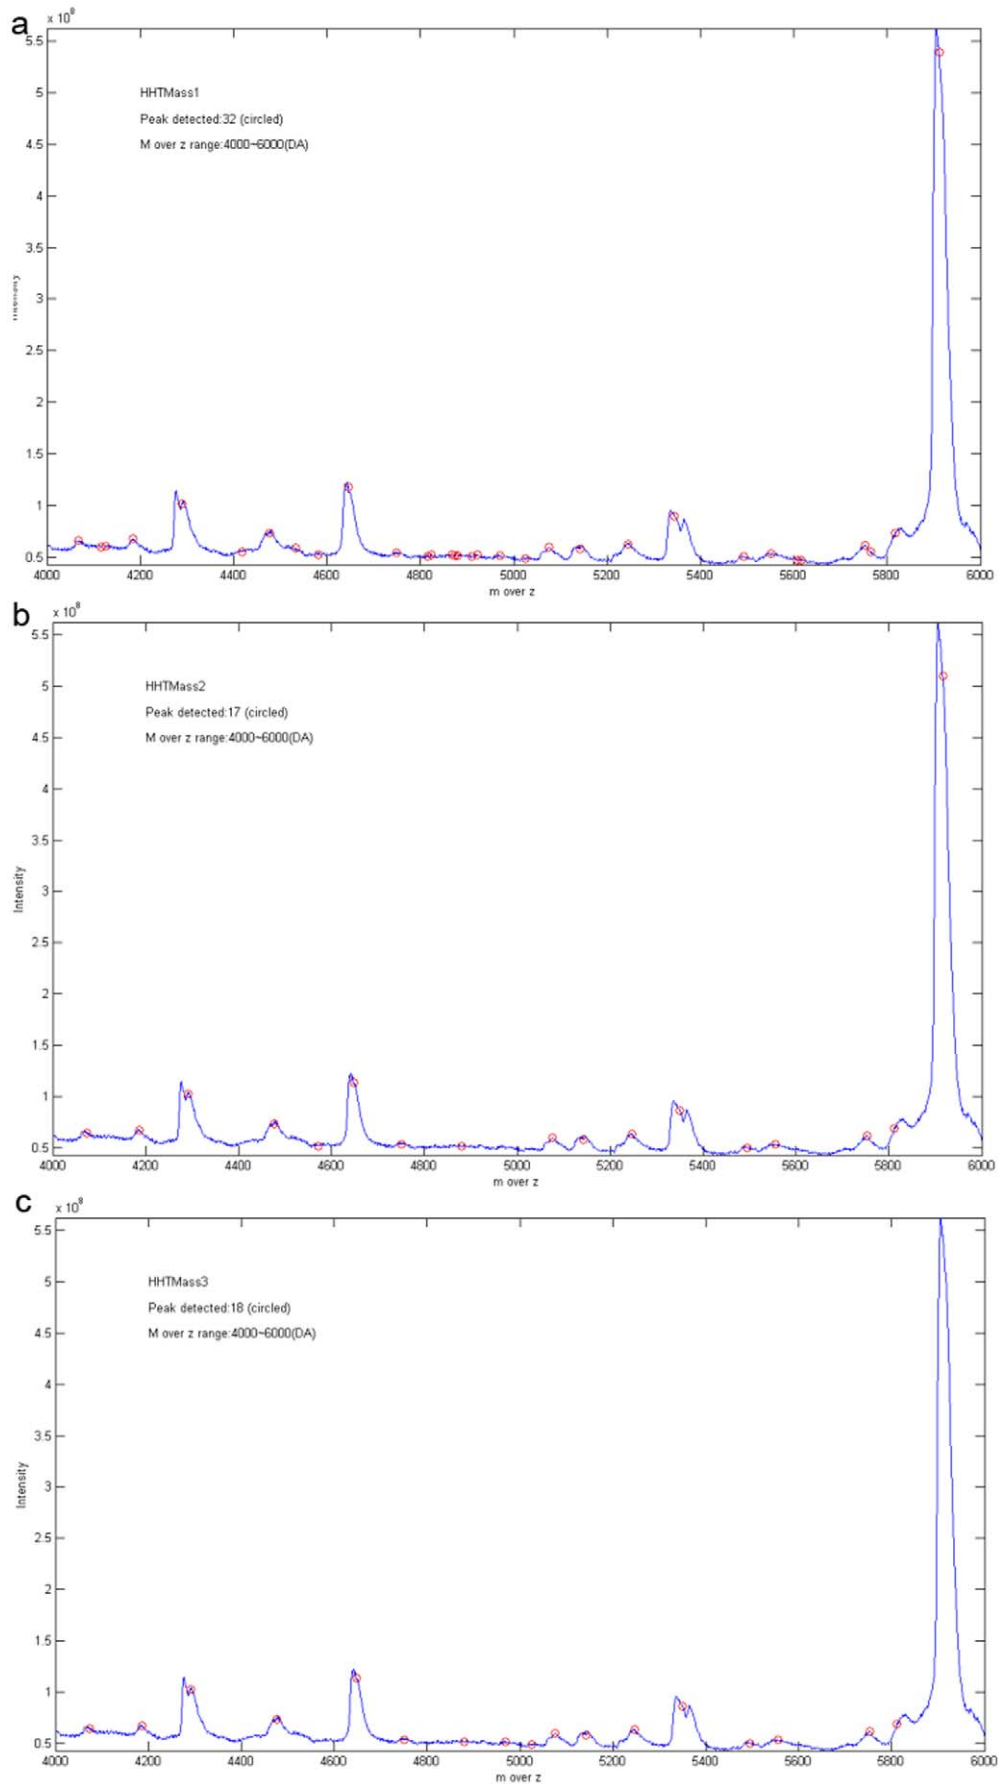 a
x 10⁸
5.5
5
4.5
4
3.5
3
2.5
2
1.5
1
0.5
HHTMass1
Peak detected:32 (circled)
M over z range:4000~6000(DA)
4000 4200 4400 4600 4800 5000 5200 5400 5600 5800 6000
m over z
b
x 10⁸
5.5
5
4.5
4
3.5
3
2.5
2
1.5
1
0.5
Intensity
HHTMass2
Peak detected:17 (circled)
M over z range:4000~6000(DA)
4000 4200 4400 4600 4800 5000 5200 5400 5600 5800 6000
m over z
c
x 10⁸
5.5
5
4.5
4
3.5
3
2.5
2
1.5
1
0.5
Intensity
HHTMass3
Peak detected:18 (circled)
M over z range:4000~6000(DA)
4000 4200 4400 4600 4800 5000 5200 5400 5600 5800 6000
m over z